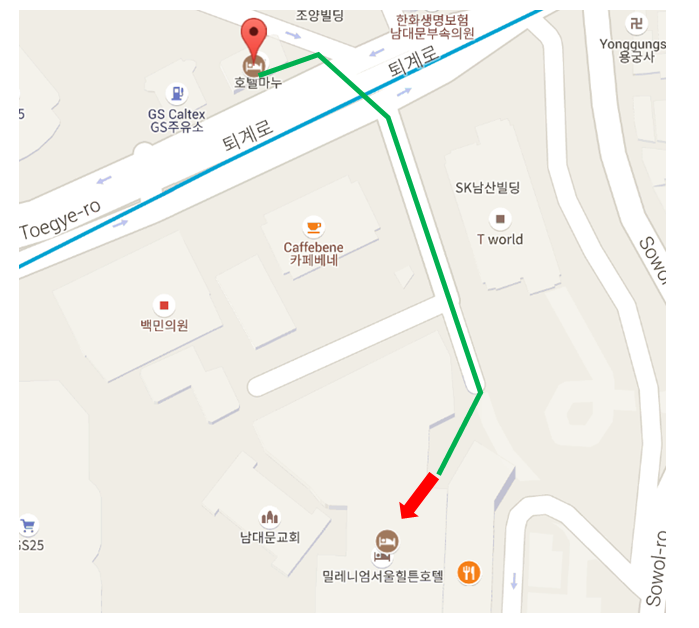 조양빌딩
한화생명보험
남대문부속의원
Yongqungs
용궁사
호텔마누
퇴계로
GS Caltex
GS주유소
5
퇴계로
SK남산빌딩
T world
Toegye-ro
Caffebene
카페베네
Sowol
백민의원
남대문교회
GS25
밀레니엄서울힐튼호텔
Sowol-ro